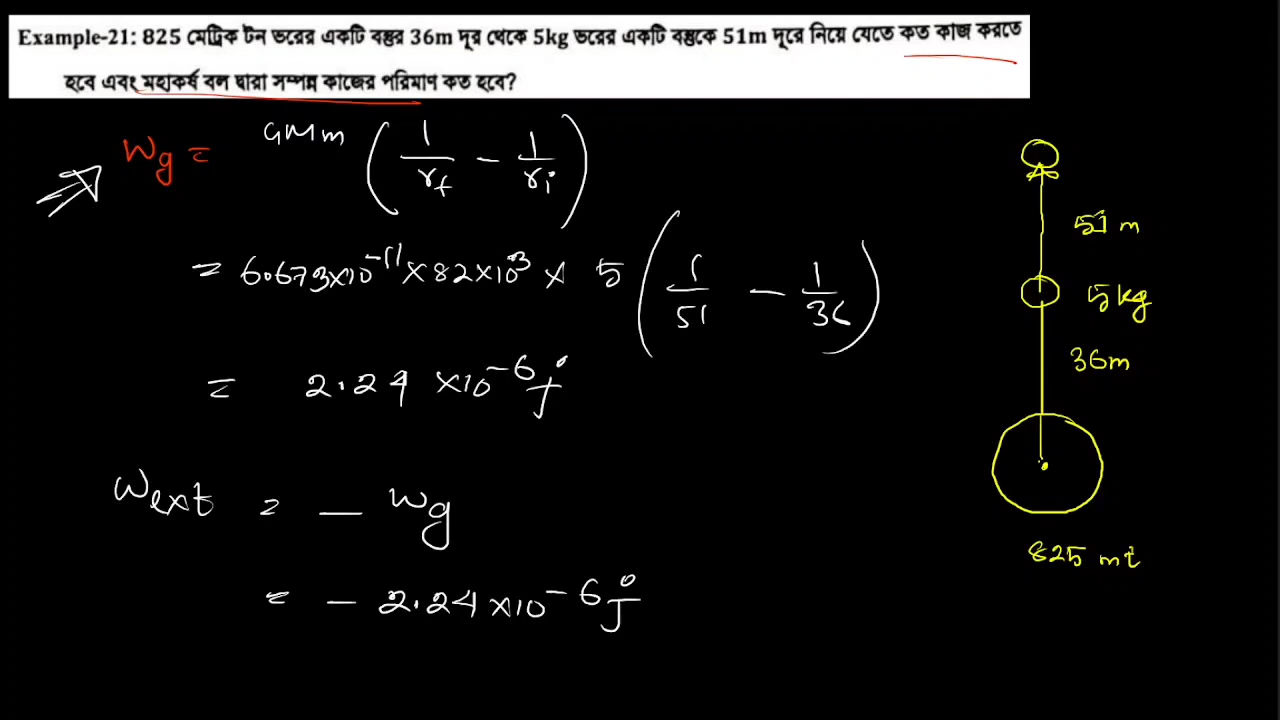 Example-21: 825 মেট্রিক টন ভরের একটি বস্তুর 36m দূর থেকে 5kg ভরের একটি বস্তুকে 51m দূরে নিয়ে যেতে কত কাজ করতে
হবে এবং মহাকর্ষ বল দ্বারা সম্পন্ন কাজের পরিমাণ কত হবে?
Wg = GMm (1/rf - 1/ri)
= 6.673×10⁻¹¹ × 82×10³ × 5 (1/51 - 1/36)
= 2.24 ×10⁻⁶ J
Wext = - Wg
= - 2.24×10⁻⁶ J
51 m
5kg
36m
825 mt